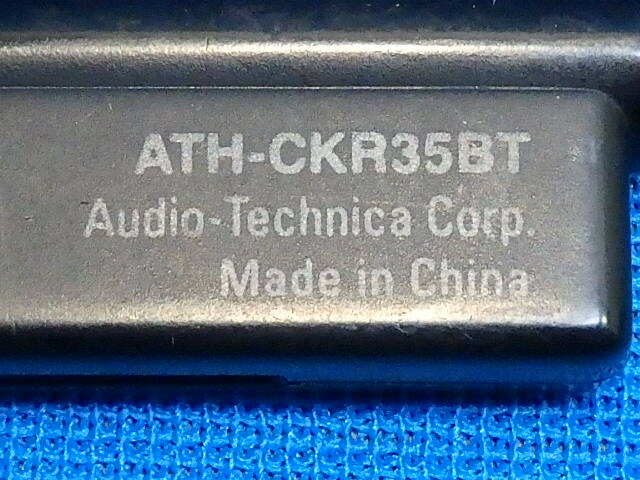 ATH-CKR35BT
Audio-Technica Corp.
Made in China